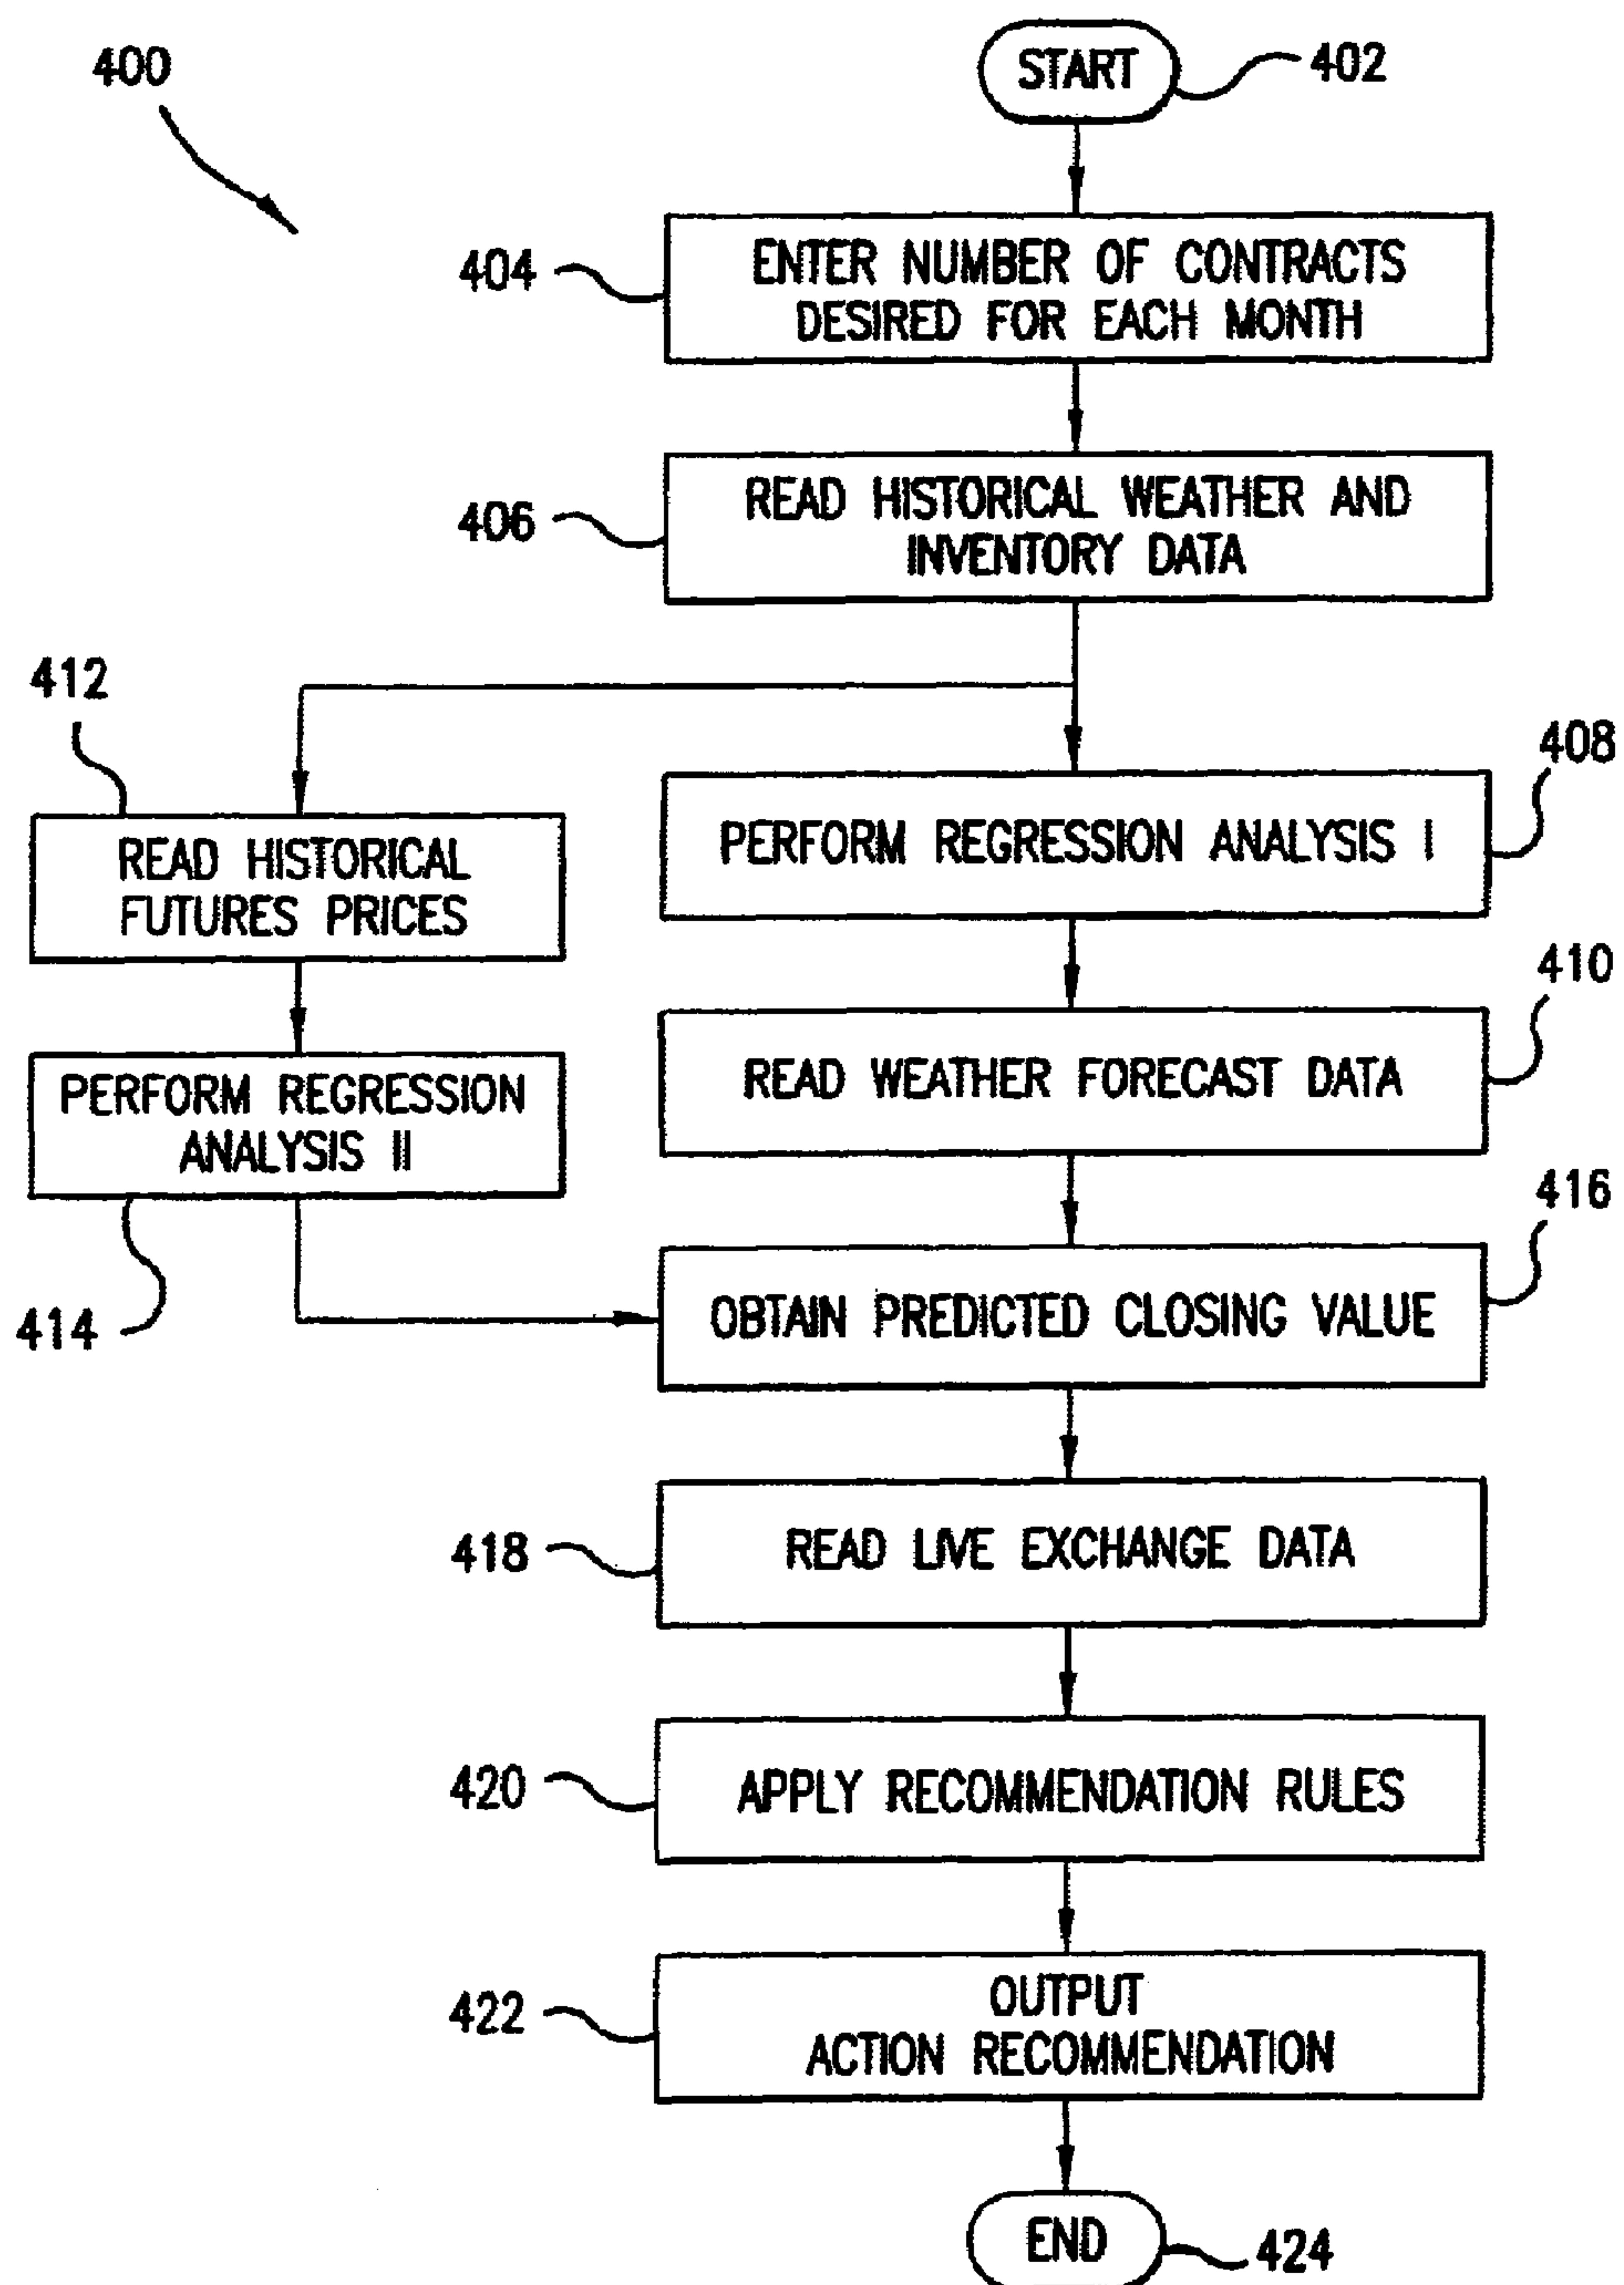 400
START
402
404
ENTER NUMBER OF CONTRACTS
DESIRED FOR EACH MONTH
406
READ HISTORICAL WEATHER AND
INVENTORY DATA
412
408
READ HISTORICAL
FUTURES PRICES
PERFORM REGRESSION ANALYSIS I
410
PERFORM REGRESSION
ANALYSIS II
READ WEATHER FORECAST DATA
416
414
OBTAIN PREDICTED CLOSING VALUE
418
READ LIVE EXCHANGE DATA
420
APPLY RECOMMENDATION RULES
422
OUTPUT
ACTION RECOMMENDATION
END
424